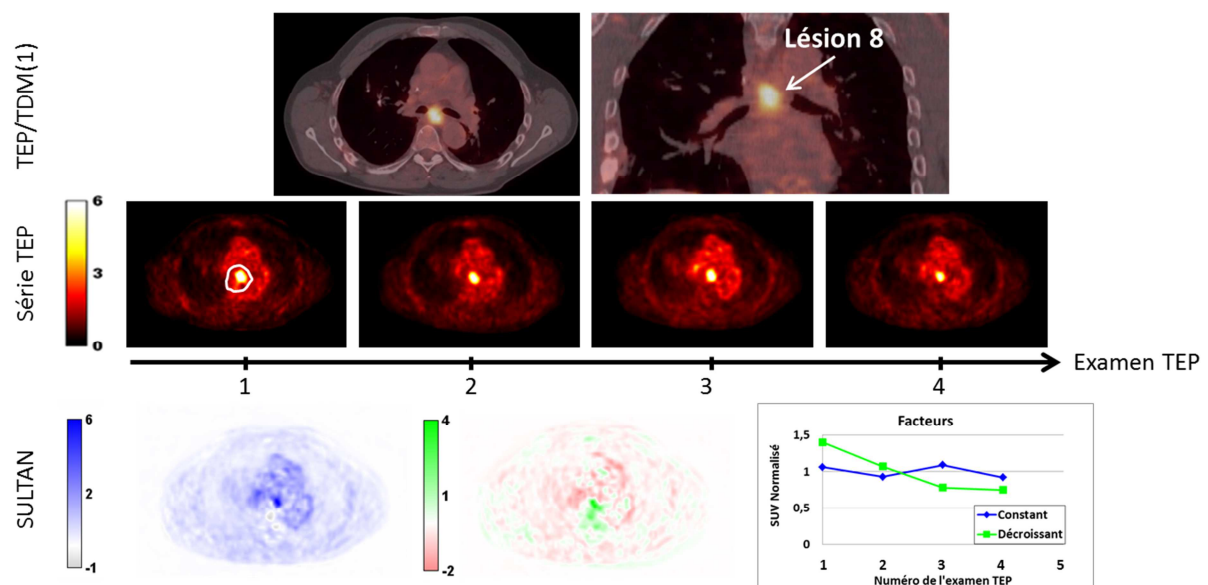 TEP/TDM(1)
Lésion 8
Série TEP
6
3
0
1
2
3
4
Examen TEP
SULTAN
6
2
-1
4
1
-2
Facteurs
SUV Normalisé
1,5
1
0,5
0
Constant
Décroissant
1 2 3 4 5
Numéro de l'examen TEP